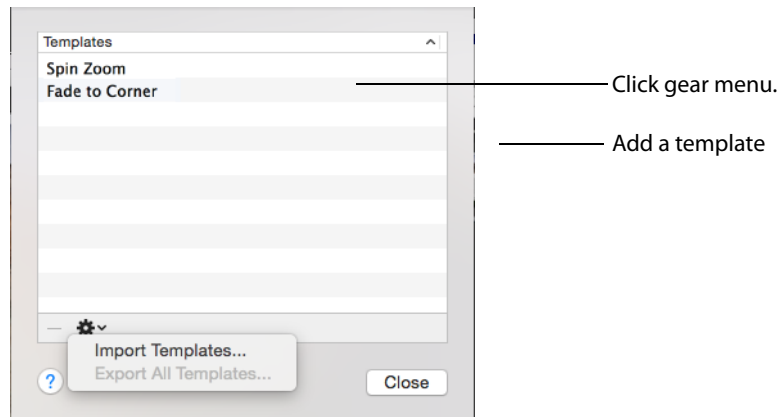 Templates
Spin Zoom
Fade to Corner
Click gear menu.
Add a template
Import Templates...
Export All Templates...
?
Close